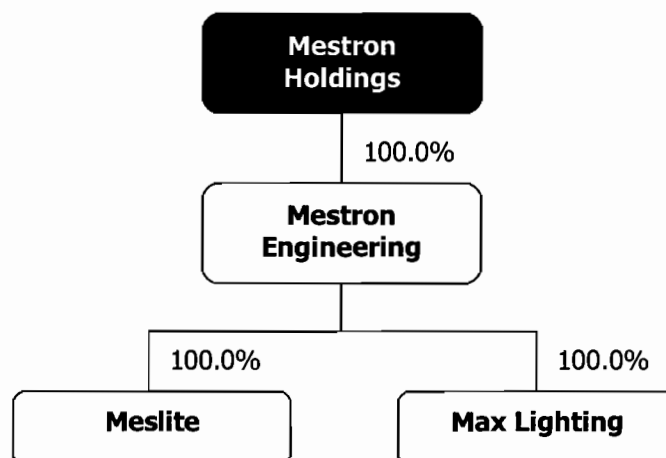 Mestron
Holdings
100.0%
Mestron
Engineering
100.0%
100.0%
Meslite
Max Lighting